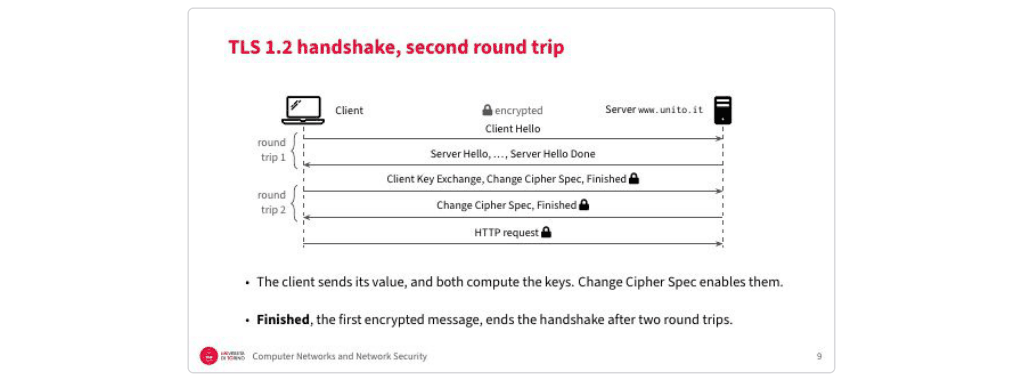 TLS 1.2 handshake, second round trip
Client
encrypted
Server www.unito.it
Client Hello
round
trip 1
Server Hello, ..., Server Hello Done
Client Key Exchange, Change Cipher Spec, Finished
round
trip 2
Change Cipher Spec, Finished
HTTP request
• The client sends its value, and both compute the keys. Change Cipher Spec enables them.
• Finished, the first encrypted message, ends the handshake after two round trips.
UNIVERSITÀ
DI TORINO
Computer Networks and Network Security
9